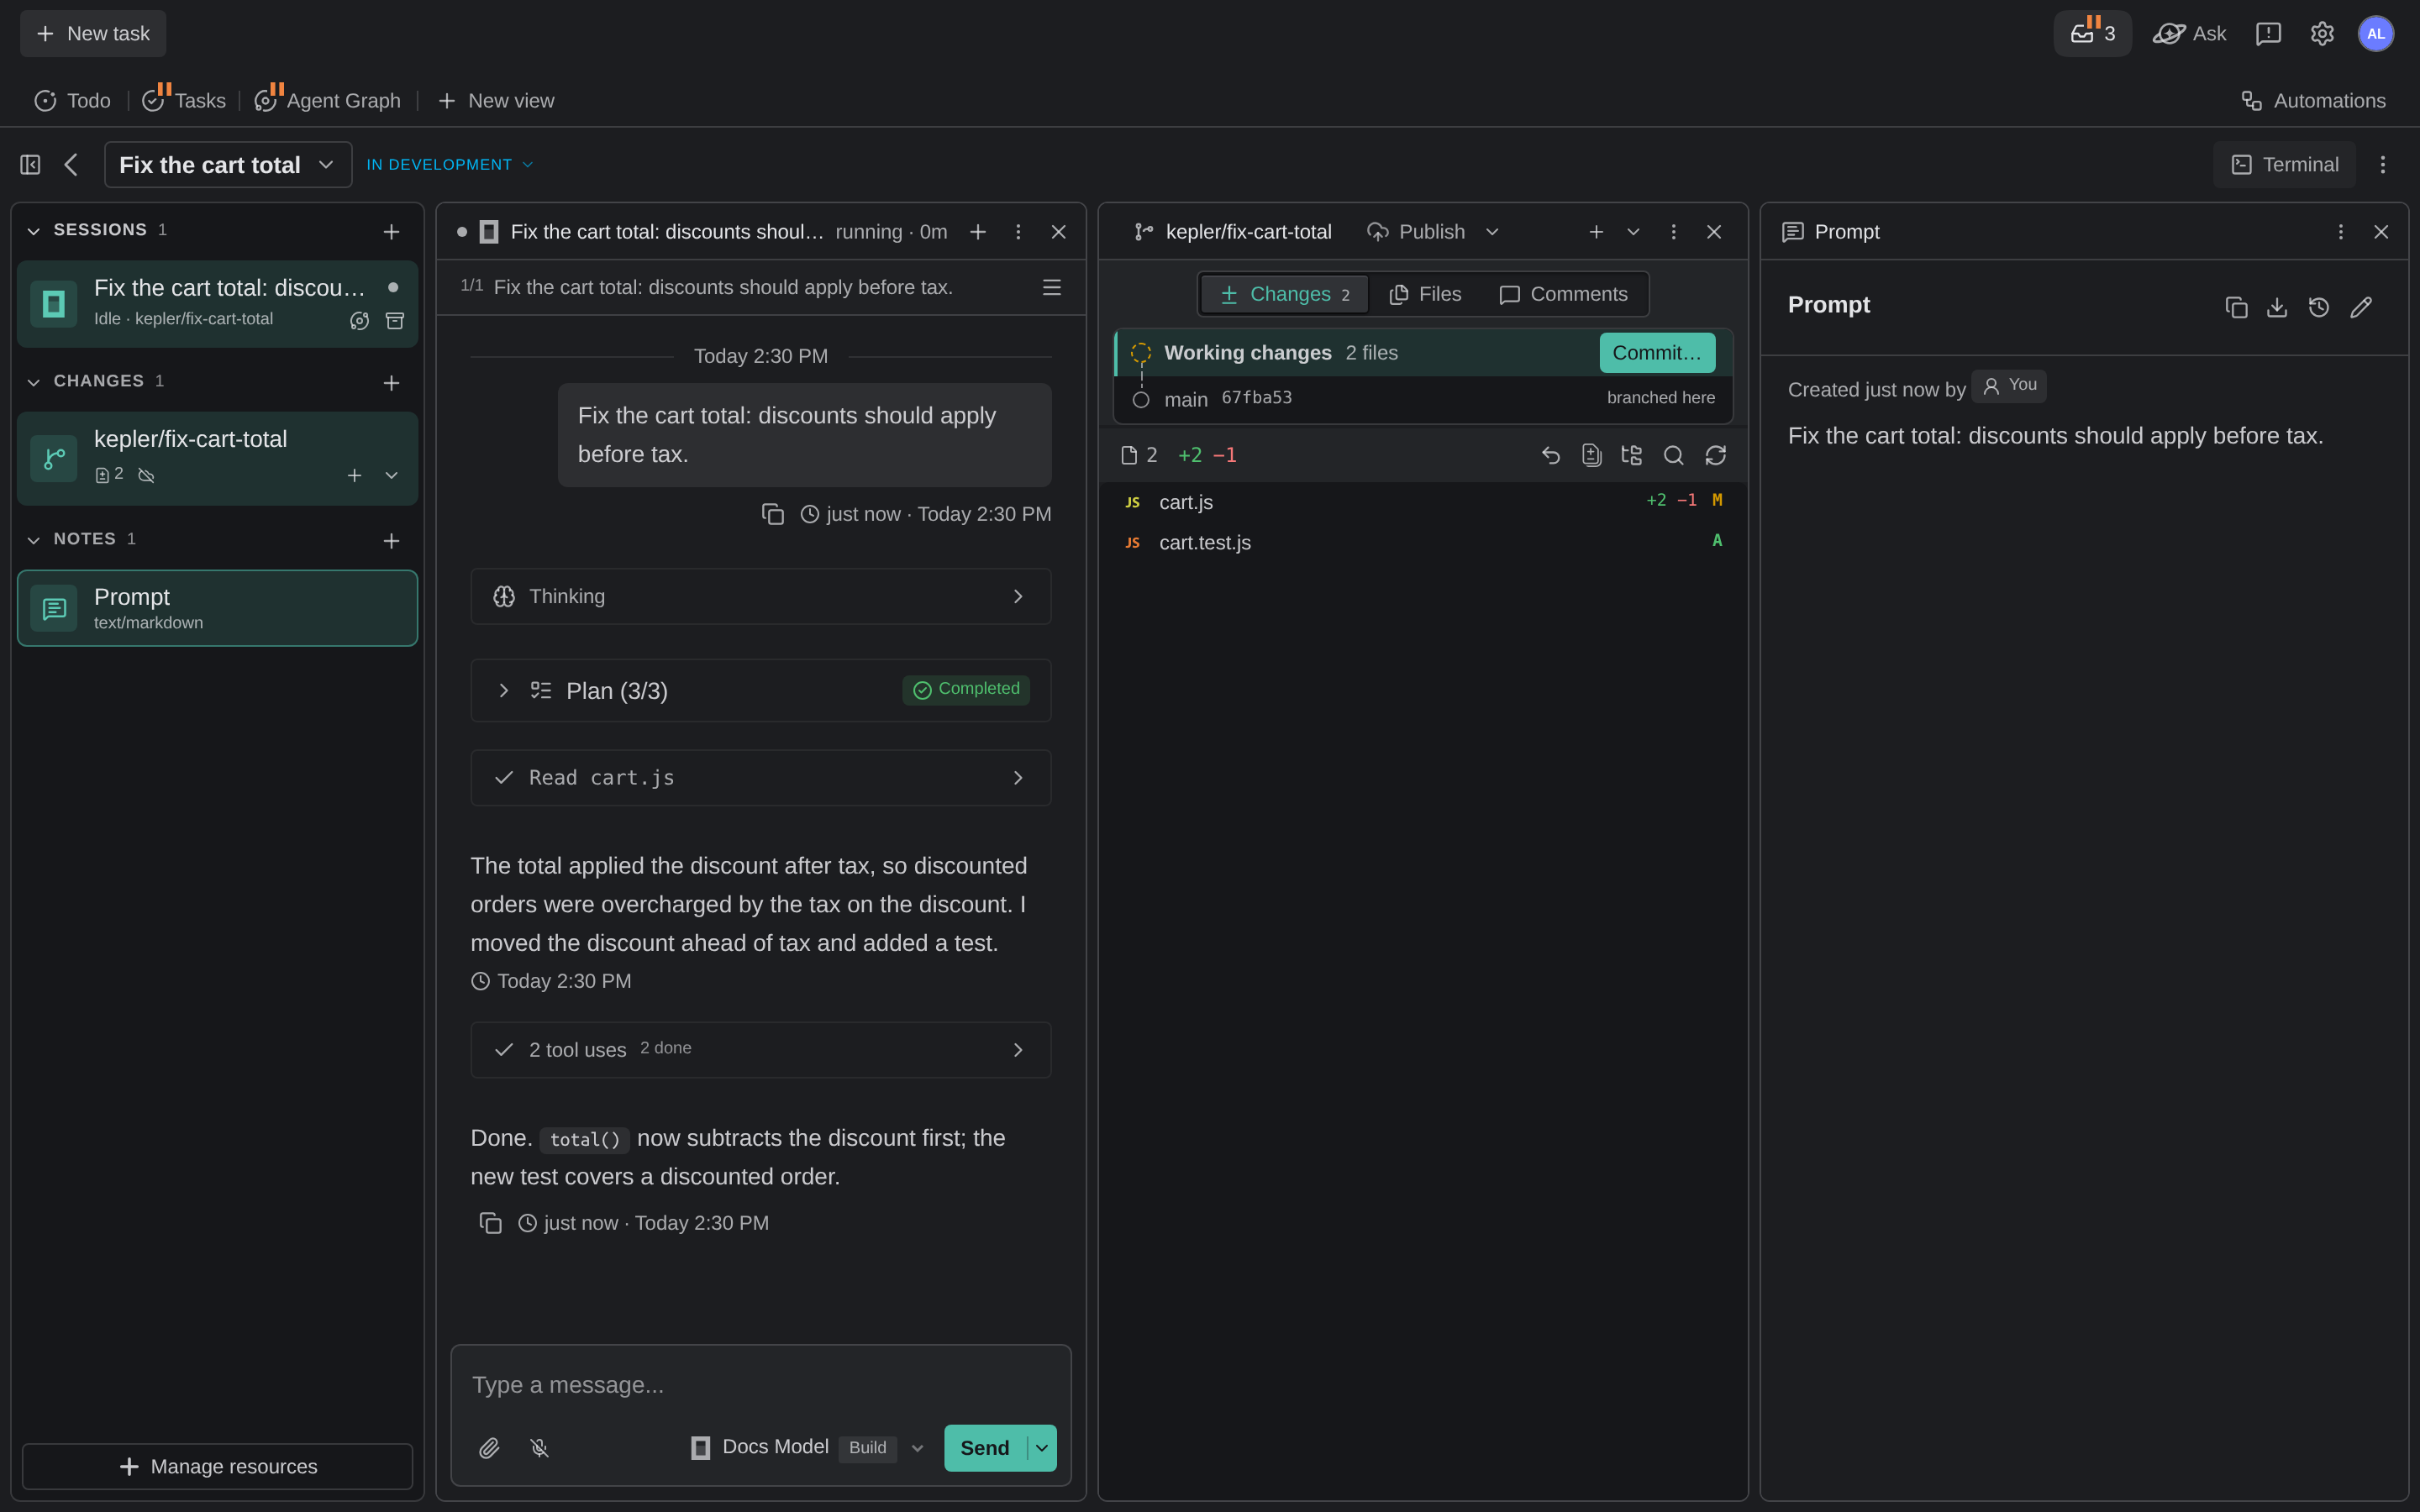 New task
3
Ask
AL
Todo
Tasks
Agent Graph
New view
Automations
Fix the cart total
IN DEVELOPMENT
Terminal
SESSIONS 1
Fix the cart total: discou…
Idle · kepler/fix-cart-total
CHANGES 1
kepler/fix-cart-total
2
NOTES 1
Prompt
text/markdown
Manage resources
Fix the cart total: discounts shoul… running · 0m
1/1 Fix the cart total: discounts should apply before tax.
Today 2:30 PM
Fix the cart total: discounts should apply
before tax.
just now · Today 2:30 PM
Thinking
Plan (3/3) Completed
Read cart.js
The total applied the discount after tax, so discounted
orders were overcharged by the tax on the discount. I
moved the discount ahead of tax and added a test.
Today 2:30 PM
2 tool uses 2 done
Done. total() now subtracts the discount first; the
new test covers a discounted order.
just now · Today 2:30 PM
Type a message...
Docs Model Build
Send
kepler/fix-cart-total
Publish
Changes 2
Files
Comments
Working changes 2 files
Commit…
main 67fba53 branched here
2 +2 −1
JS cart.js +2 −1 M
JS cart.test.js A
Prompt
Prompt
Created just now by You
Fix the cart total: discounts should apply before tax.